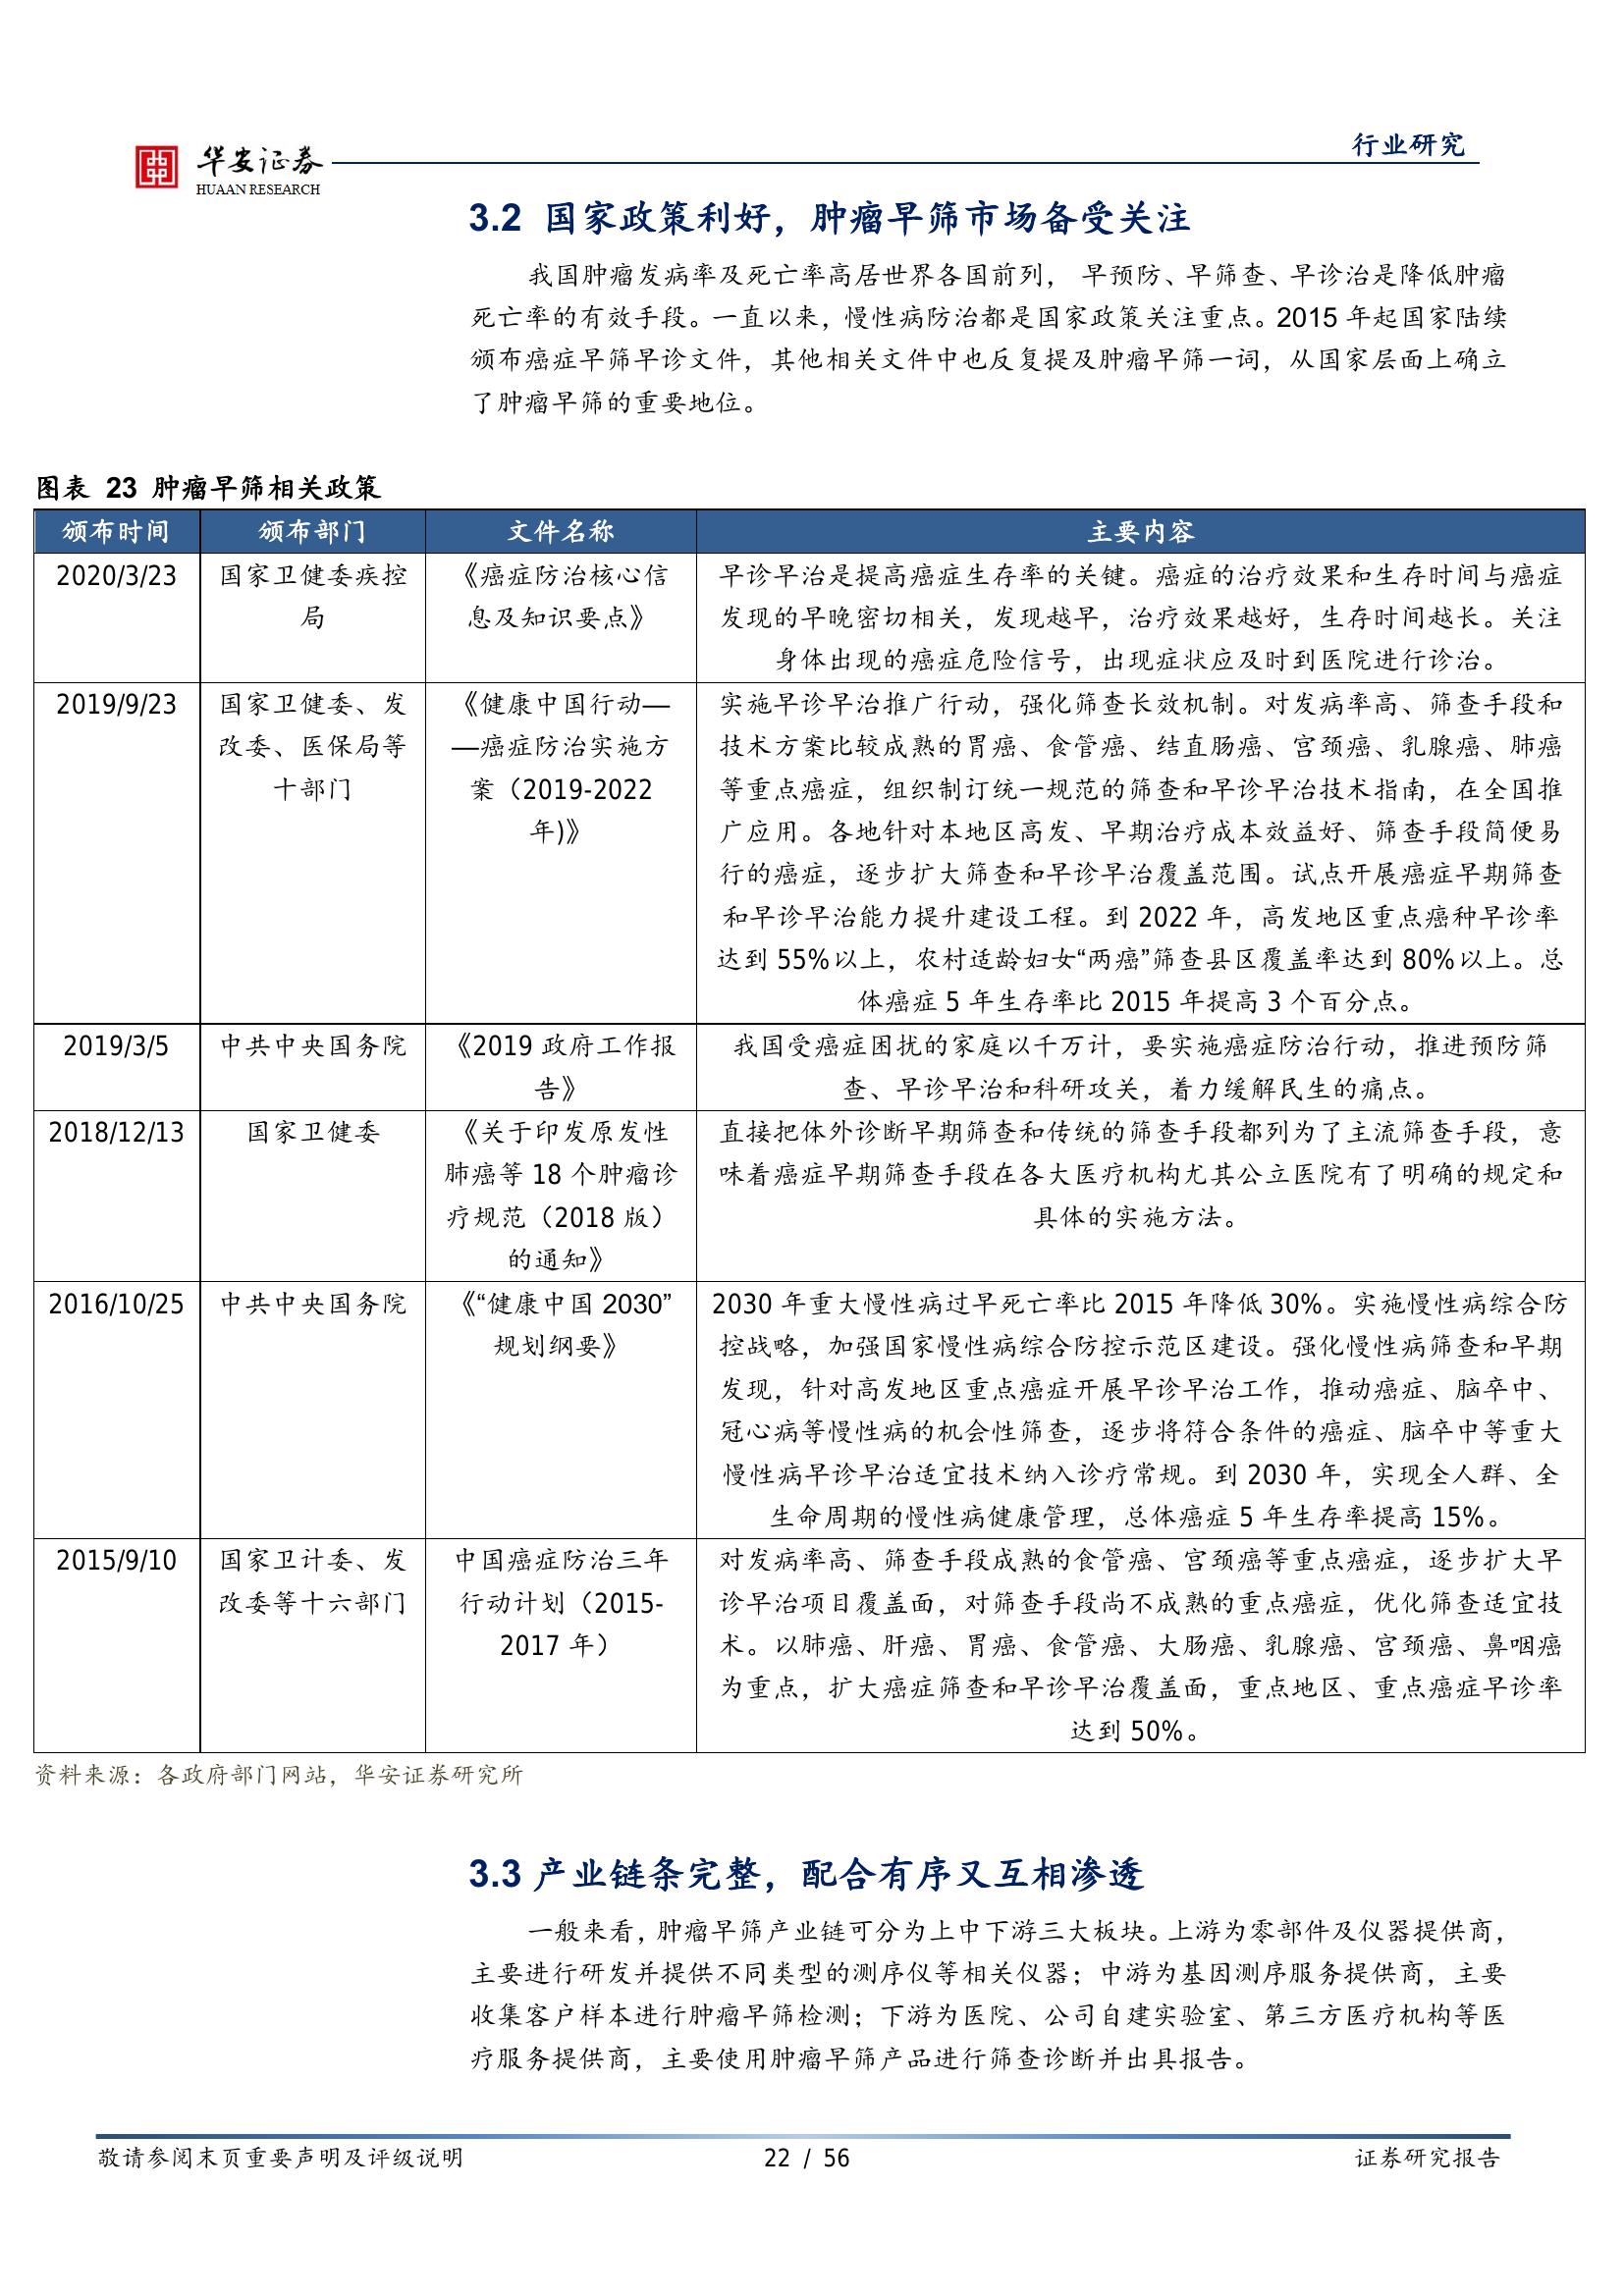 华安证券
HUAAN RESEARCH
行业研究
3.2 国家政策利好，肿瘤早筛市场备受关注
我国肿瘤发病率及死亡率高居世界各国前列， 早预防、早筛查、早诊治是降低肿瘤
死亡率的有效手段。一直以来，慢性病防治都是国家政策关注重点。2015 年起国家陆续
颁布癌症早筛早诊文件，其他相关文件中也反复提及肿瘤早筛一词，从国家层面上确立
了肿瘤早筛的重要地位。
图表 23 肿瘤早筛相关政策
颁布时间 颁布部门 文件名称 主要内容
2020/3/23
国家卫健委疾控
局
《癌症防治核心信
息及知识要点》
早诊早治是提高癌症生存率的关键。癌症的治疗效果和生存时间与癌症
发现的早晚密切相关，发现越早，治疗效果越好，生存时间越长。关注
身体出现的癌症危险信号，出现症状应及时到医院进行诊治。
2019/9/23
国家卫健委、发
改委、医保局等
十部门
《健康中国行动—
—癌症防治实施方
案（2019-2022
年)》
实施早诊早治推广行动，强化筛查长效机制。对发病率高、筛查手段和
技术方案比较成熟的胃癌、食管癌、结直肠癌、宫颈癌、乳腺癌、肺癌
等重点癌症，组织制订统一规范的筛查和早诊早治技术指南，在全国推
广应用。各地针对本地区高发、早期治疗成本效益好、筛查手段简便易
行的癌症，逐步扩大筛查和早诊早治覆盖范围。试点开展癌症早期筛查
和早诊早治能力提升建设工程。到 2022 年，高发地区重点癌种早诊率
达到 55%以上，农村适龄妇女“两癌”筛查县区覆盖率达到 80%以上。总
体癌症 5 年生存率比 2015 年提高 3 个百分点。
2019/3/5
中共中央国务院
《2019 政府工作报
告》
我国受癌症困扰的家庭以千万计，要实施癌症防治行动，推进预防筛
查、早诊早治和科研攻关，着力缓解民生的痛点。
2018/12/13
国家卫健委
《关于印发原发性
肺癌等 18 个肿瘤诊
疗规范（2018 版）
的通知》
直接把体外诊断早期筛查和传统的筛查手段都列为了主流筛查手段，意
味着癌症早期筛查手段在各大医疗机构尤其公立医院有了明确的规定和
具体的实施方法。
2016/10/25
中共中央国务院
《“健康中国 2030”
规划纲要》
2030 年重大慢性病过早死亡率比 2015 年降低 30%。实施慢性病综合防
控战略，加强国家慢性病综合防控示范区建设。强化慢性病筛查和早期
发现，针对高发地区重点癌症开展早诊早治工作，推动癌症、脑卒中、
冠心病等慢性病的机会性筛查，逐步将符合条件的癌症、脑卒中等重大
慢性病早诊早治适宜技术纳入诊疗常规。到 2030 年，实现全人群、全
生命周期的慢性病健康管理，总体癌症 5 年生存率提高 15%。
2015/9/10
国家卫计委、发
改委等十六部门
中国癌症防治三年
行动计划（2015-
2017 年）
对发病率高、筛查手段成熟的食管癌、宫颈癌等重点癌症，逐步扩大早
诊早治项目覆盖面，对筛查手段尚不成熟的重点癌症，优化筛查适宜技
术。以肺癌、肝癌、胃癌、食管癌、大肠癌、乳腺癌、宫颈癌、鼻咽癌
为重点，扩大癌症筛查和早诊早治覆盖面，重点地区、重点癌症早诊率
达到 50%。
资料来源：各政府部门网站，华安证券研究所
3.3 产业链条完整，配合有序又互相渗透
一般来看，肿瘤早筛产业链可分为上中下游三大板块。上游为零部件及仪器提供商，
主要进行研发并提供不同类型的测序仪等相关仪器；中游为基因测序服务提供商，主要
收集客户样本进行肿瘤早筛检测；下游为医院、公司自建实验室、第三方医疗机构等医
疗服务提供商，主要使用肿瘤早筛产品进行筛查诊断并出具报告。
敬请参阅末页重要声明及评级说明 22 / 56 证券研究报告